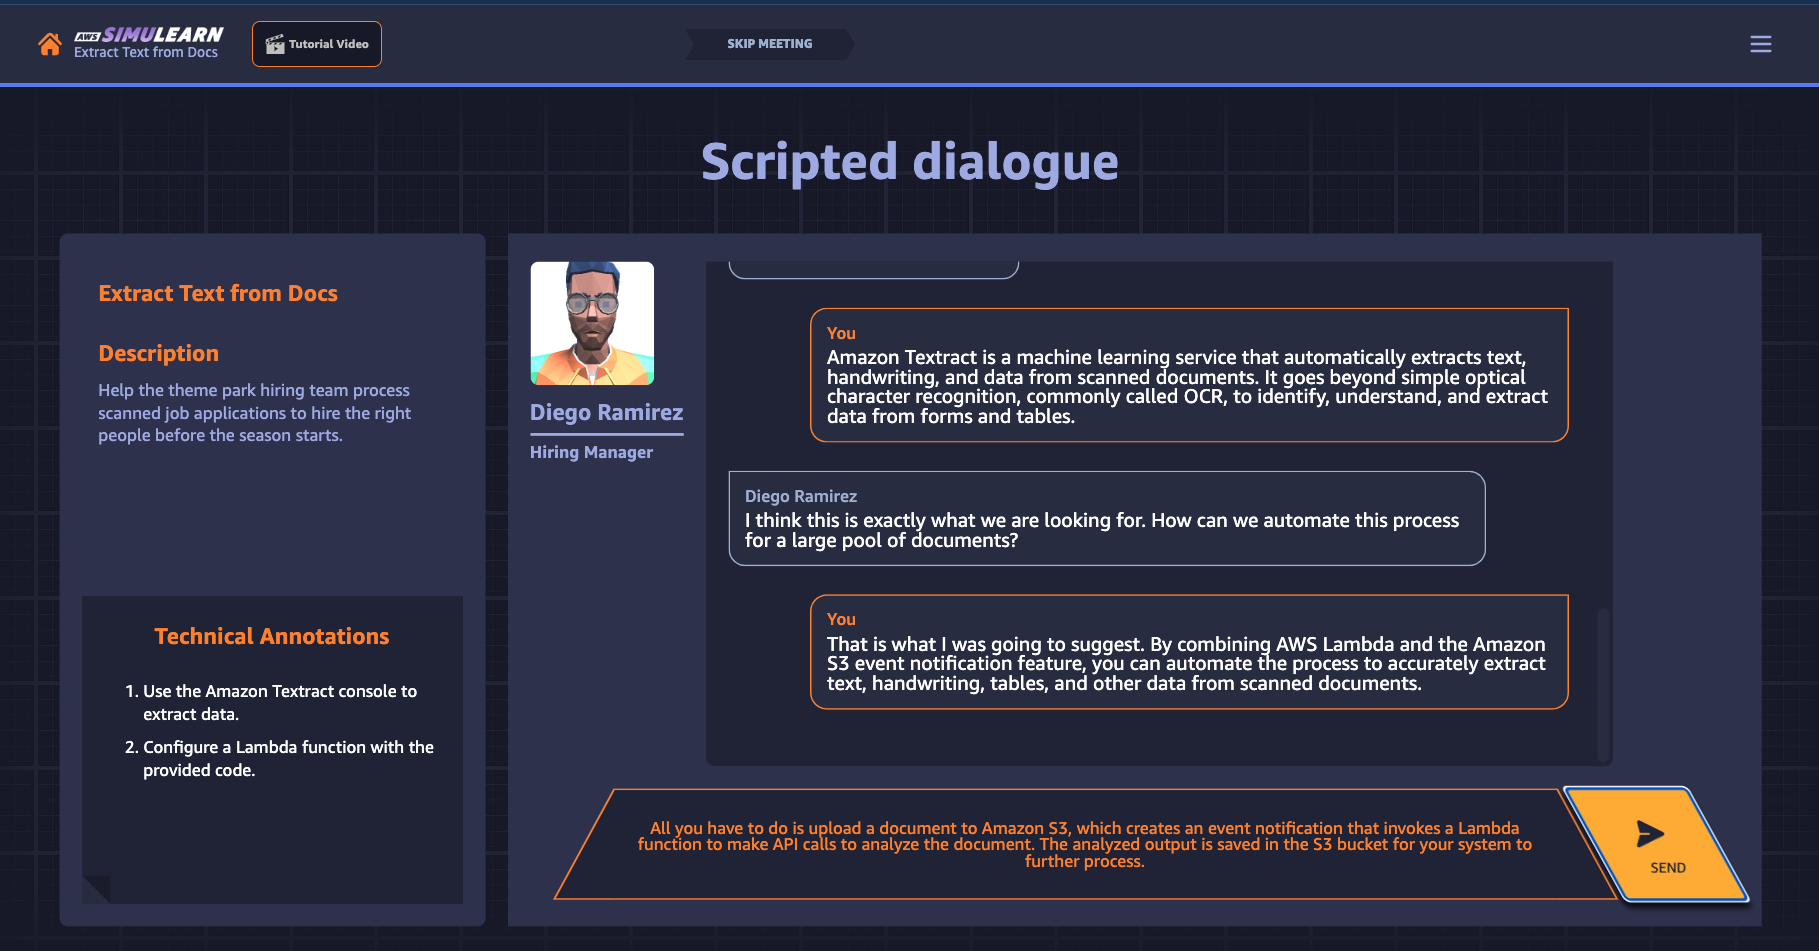 AWS SIMULEARN
Extract Text from Docs
Tutorial Video
SKIP MEETING
Scripted dialogue
Extract Text from Docs
Description
Help the theme park hiring team process
scanned job applications to hire the right
people before the season starts.
Technical Annotations
1. Use the Amazon Textract console to
extract data.
2. Configure a Lambda function with the
provided code.
Diego Ramirez
Hiring Manager
You
Amazon Textract is a machine learning service that automatically extracts text,
handwriting, and data from scanned documents. It goes beyond simple optical
character recognition, commonly called OCR, to identify, understand, and extract
data from forms and tables.
Diego Ramirez
I think this is exactly what we are looking for. How can we automate this process
for a large pool of documents?
You
That is what I was going to suggest. By combining AWS Lambda and the Amazon
S3 event notification feature, you can automate the process to accurately extract
text, handwriting, tables, and other data from scanned documents.
All you have to do is upload a document to Amazon S3, which creates an event notification that invokes a Lambda
function to make API calls to analyze the document. The analyzed output is saved in the S3 bucket for your system to
further process.
SEND